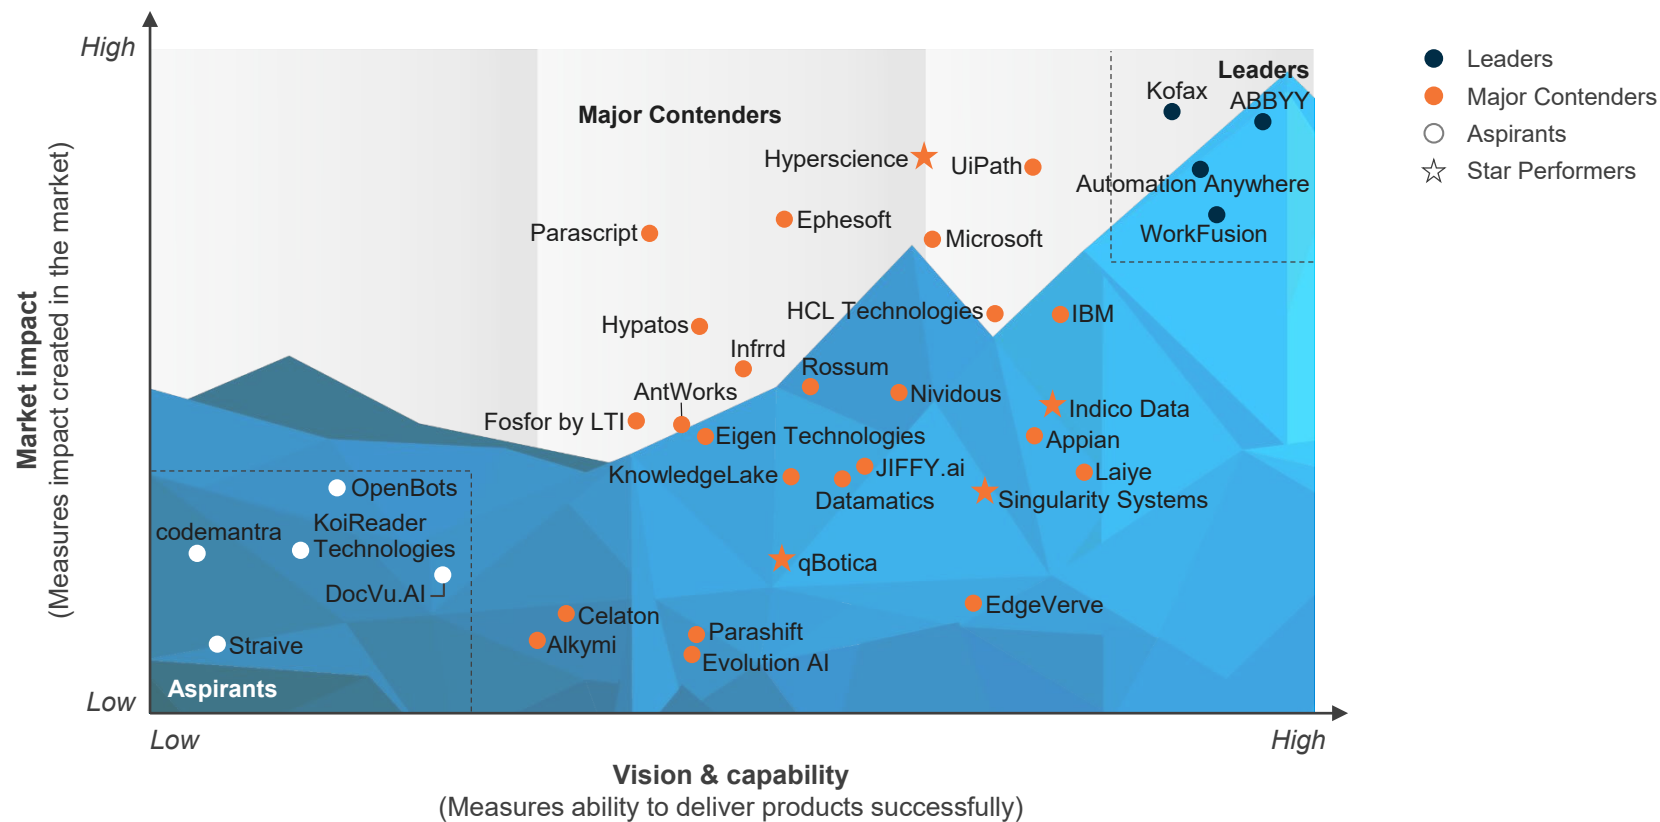 High
Leaders
Kofax
ABBYY
Major Contenders
Hyperscience
UiPath
Automation Anywhere
Parascript
Ephesoft
Microsoft
WorkFusion
HCL Technologies
IBM
Hypatos
Infrrd
Rossum
AntWorks
Nividous
Indico Data
Fosfor by LTI
Eigen Technologies
Appian
KnowledgeLake
JIFFY.ai
Laiye
Datamatics
Singularity Systems
OpenBots
codemantra
KoiReader
Technologies
DocVu.AI
qBotica
EdgeVerve
Celaton
Alkymi
Parashift
Evolution AI
Straive
Aspirants
Low
Low
High
Market impact
(Measures impact created in the market)
Vision & capability
(Measures ability to deliver products successfully)
Leaders
Major Contenders
Aspirants
Star Performers